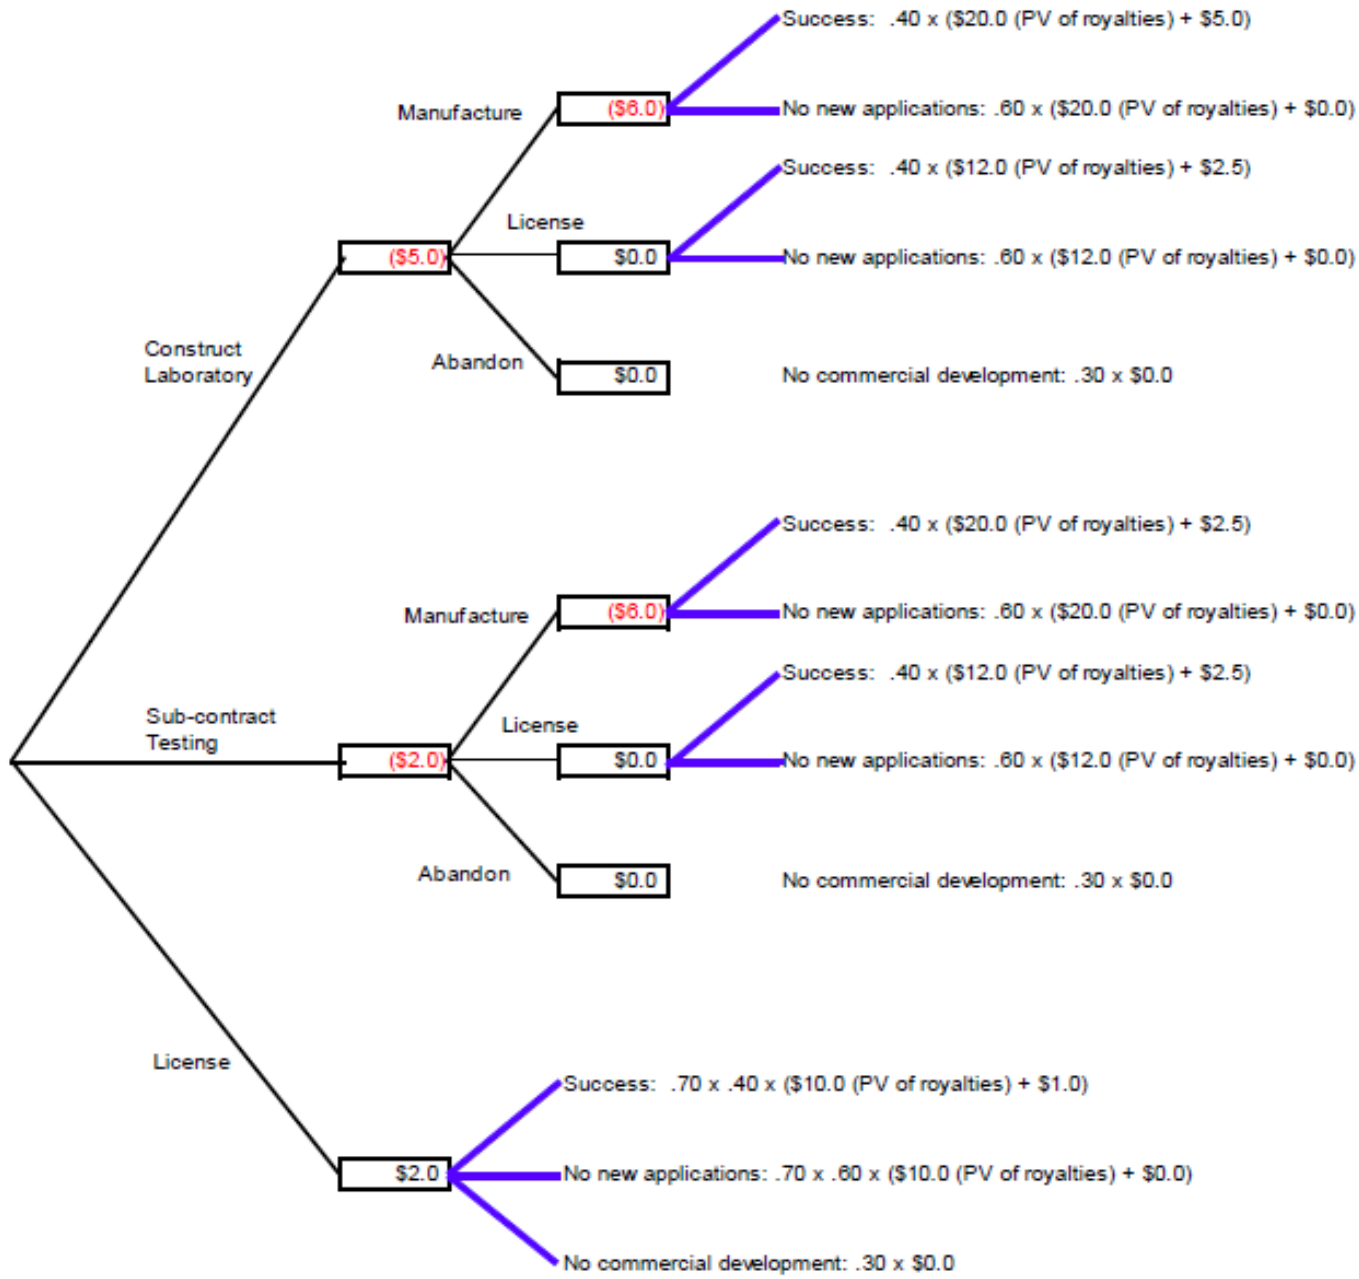 Success: .40 x ($20.0 (PV of royalties) + $5.0)
Manufacture
($6.0)
No new applications: .60 x ($20.0 (PV of royalties) + $0.0)
Success: .40 x ($12.0 (PV of royalties) + $2.5)
License
($5.0)
$0.0
No new applications: .60 x ($12.0 (PV of royalties) + $0.0)
Construct
Laboratory
Abandon
$0.0
No commercial development: .30 x $0.0
Success: .40 x ($20.0 (PV of royalties) + $2.5)
Manufacture
($6.0)
No new applications: .60 x ($20.0 (PV of royalties) + $0.0)
Success: .40 x ($12.0 (PV of royalties) + $2.5)
Sub-contract
Testing
License
($2.0)
$0.0
No new applications: .60 x ($12.0 (PV of royalties) + $0.0)
Abandon
$0.0
No commercial development: .30 x $0.0
License
Success: .70 x .40 x ($10.0 (PV of royalties) + $1.0)
$2.0
No new applications: .70 x .60 x ($10.0 (PV of royalties) + $0.0)
No commercial development: .30 x $0.0